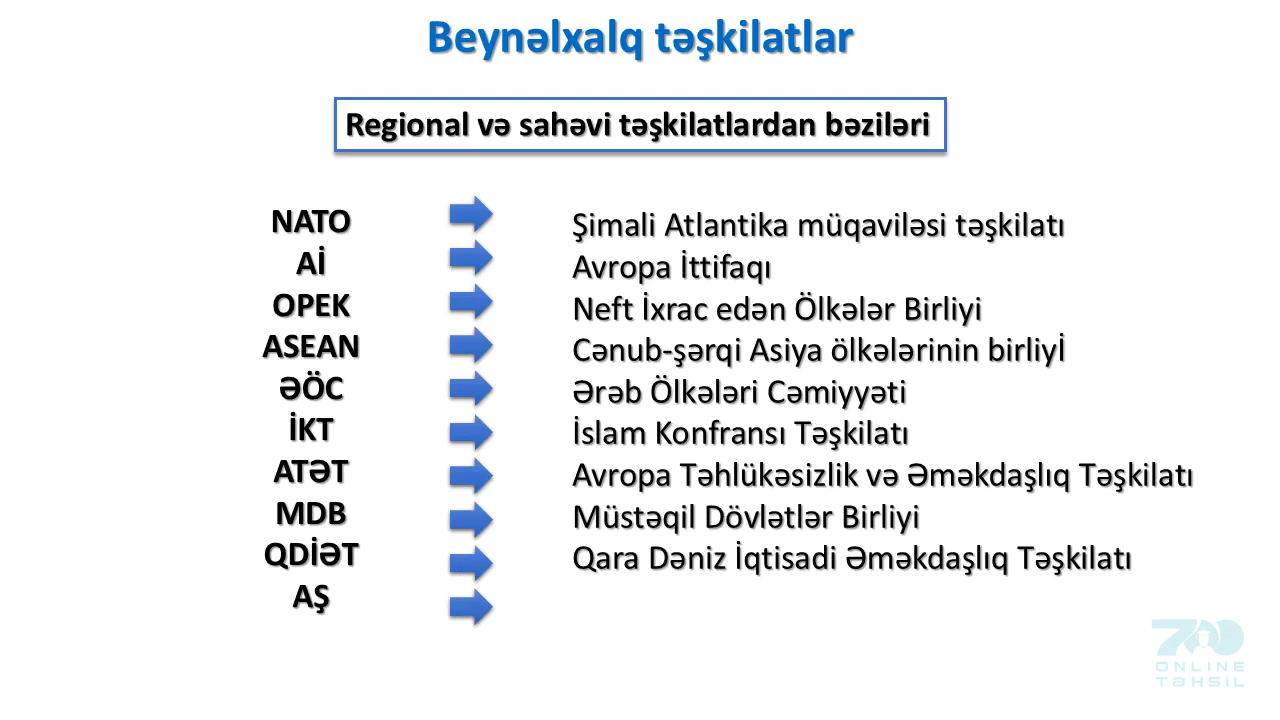 Beynəlxalq təşkilatlar
Regional və sahəvi təşkilatlardan bəziləri
NATO Şimali Atlantika müqaviləsi təşkilatı
Aİ Avropa İttifaqı
OPEK Neft İxrac edən Ölkələr Birliyi
ASEAN Cənub-şərqi Asiya ölkələrinin birliyİ
ƏÖC Ərəb Ölkələri Cəmiyyəti
İKT İslam Konfransı Təşkilatı
ATƏT Avropa Təhlükəsizlik və Əməkdaşlıq Təşkilatı
MDB Müstəqil Dövlətlər Birliyi
QDİƏT Qara Dəniz İqtisadi Əməkdaşlıq Təşkilatı
AŞ
700
ONLINE
TƏHSIL